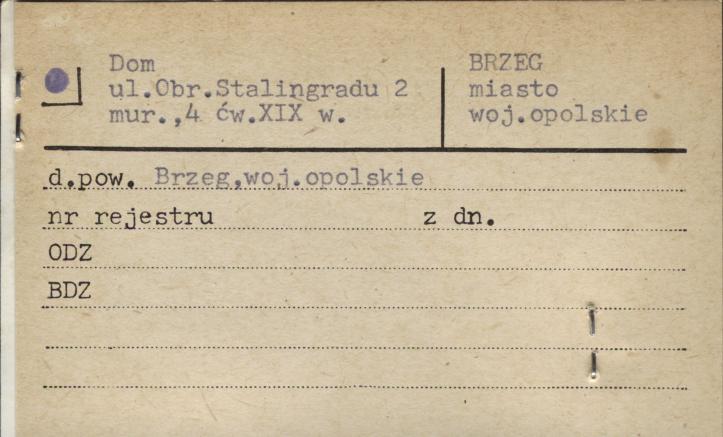 Dom
ul.Obr.Stalingradu 2
mur.,4 ćw.XIX w.
BRZEG
miasto
woj.opolskie
d.pow. Brzeg,woj.opolskie
nr rejestru z dn.
ODZ
BDZ